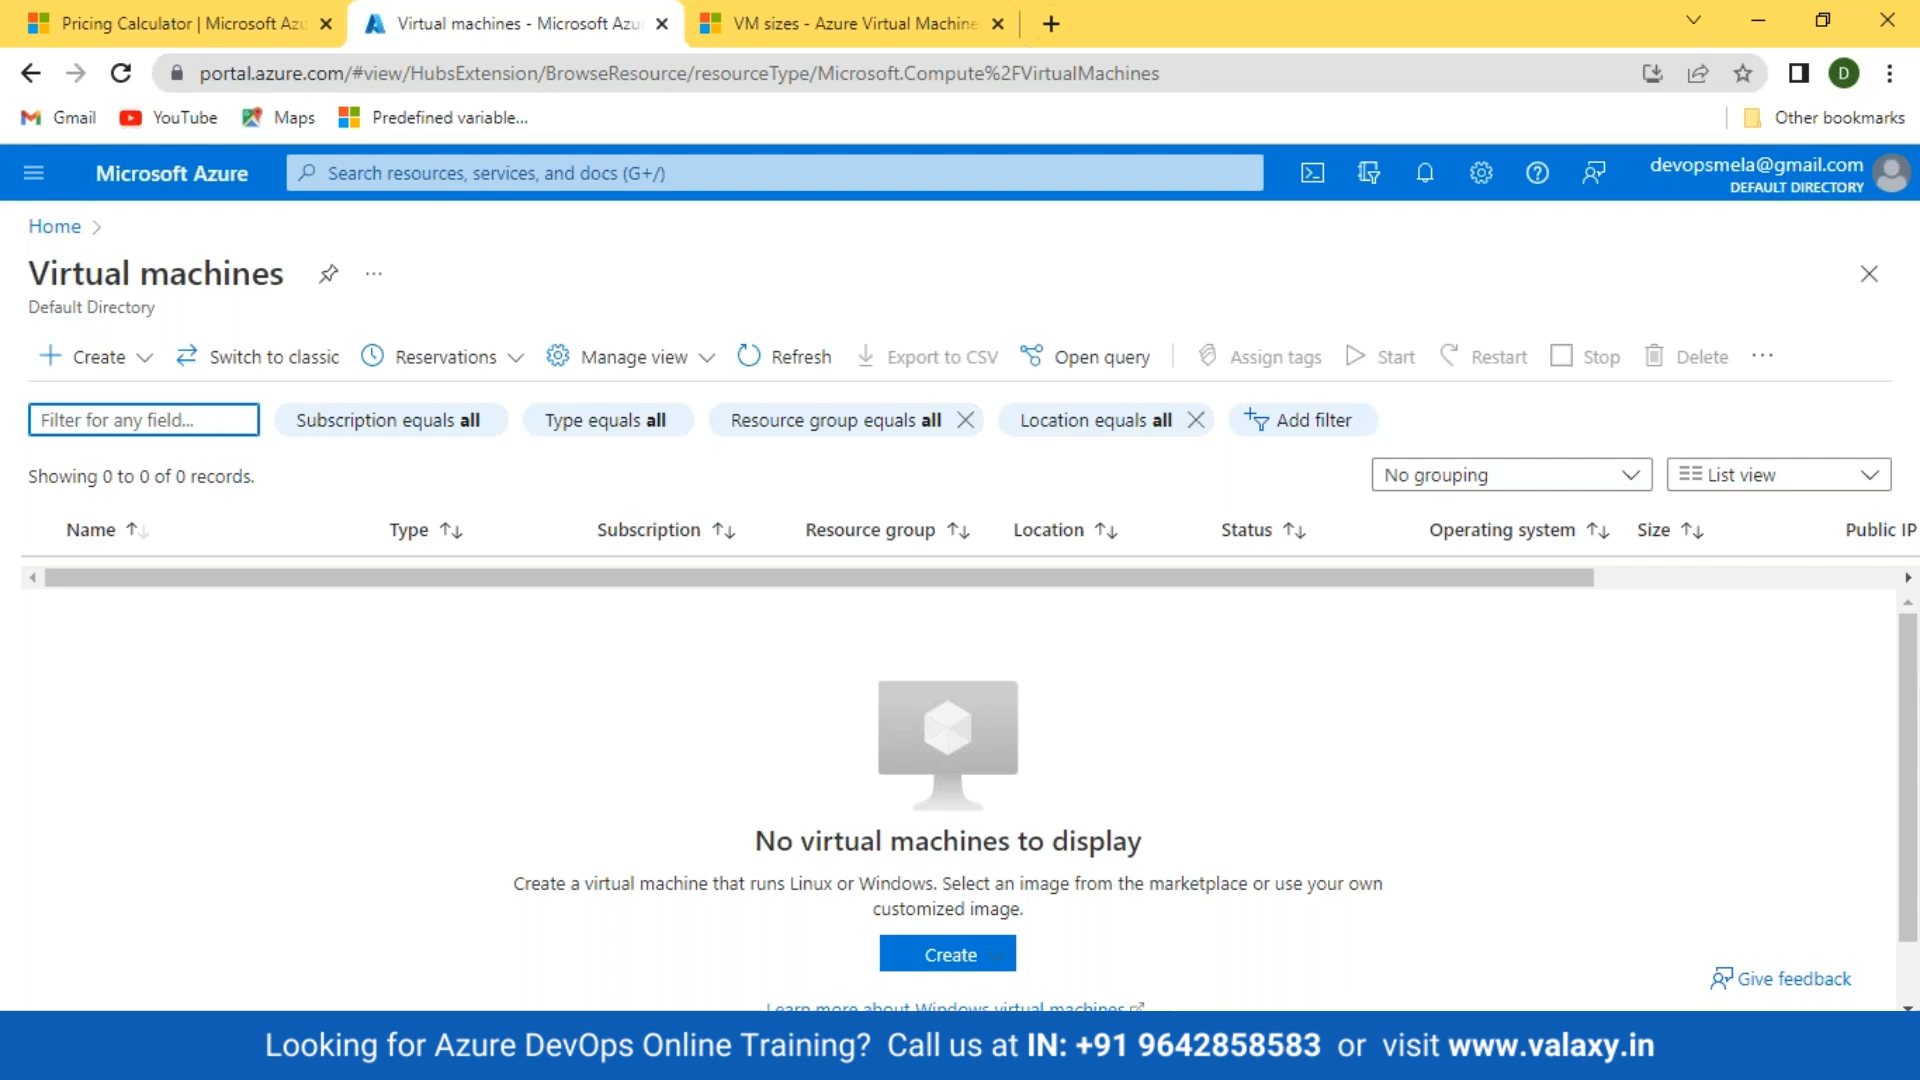 Pricing Calculator | Microsoft Azu
Virtual machines - Microsoft Azu
VM sizes - Azure Virtual Machine
portal.azure.com/#view/HubsExtension/BrowseResource/resourceType/Microsoft.Compute%2FVirtualMachines
D
Gmail
YouTube
Maps
Predefined variable...
Other bookmarks
Microsoft Azure
Search resources, services, and docs (G+/)
devopsmela@gmail.com
DEFAULT DIRECTORY
Home
Virtual machines
Default Directory
Create
Switch to classic
Reservations
Manage view
Refresh
Export to CSV
Open query
Assign tags
Start
Restart
Stop
Delete
Filter for any field...
Subscription equals all
Type equals all
Resource group equals all
Location equals all
Add filter
Showing 0 to 0 of 0 records.
No grouping
List view
Name
Type
Subscription
Resource group
Location
Status
Operating system
Size
Public IP
No virtual machines to display
Create a virtual machine that runs Linux or Windows. Select an image from the marketplace or use your own
customized image.
Create
Give feedback
Learn more about Windows virtual machines
Looking for Azure DevOps Online Training? Call us at IN: +91 9642858583 or visit www.valaxy.in